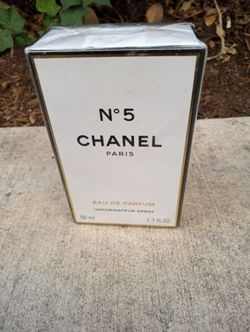 N°5
CHANEL
PARIS
EAU DE PARFUM
VAPORISATEUR SPRAY
50 ml 1.7 FL.OZ